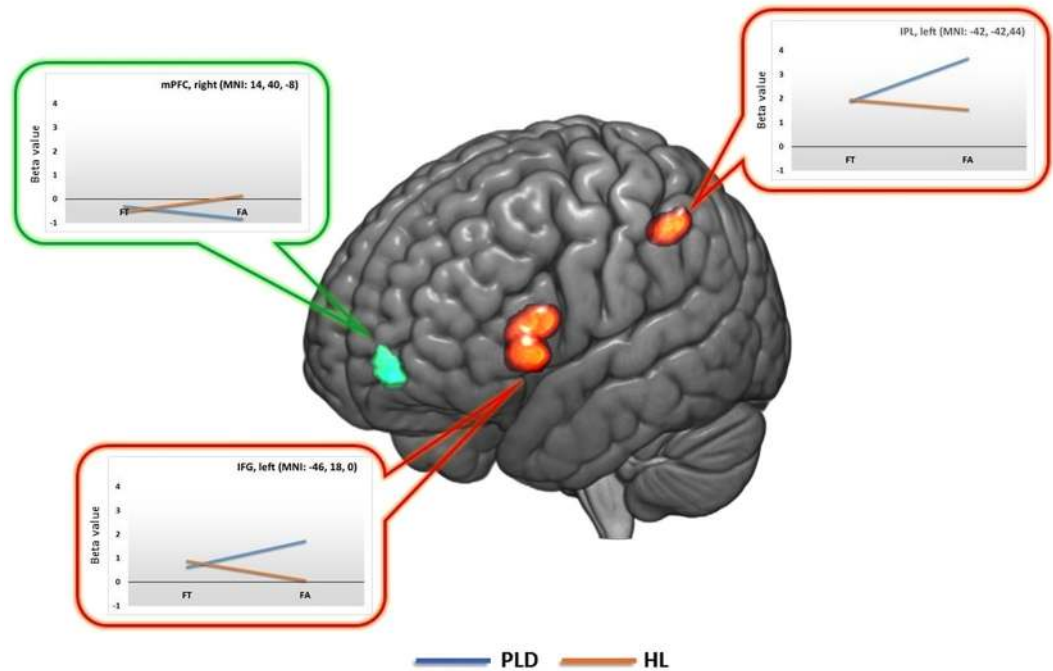 IPL, left (MNI: -42, -42,44)
4
3
2
1
0
-1
Beta value
FT
FA
mPFC, right (MNI: 14, 40, -8)
4
3
2
1
0
-1
Beta value
FT
FA
IFG, left (MNI: -46, 18, 0)
4
3
2
1
0
-1
Beta value
FT
FA
PLD
HL